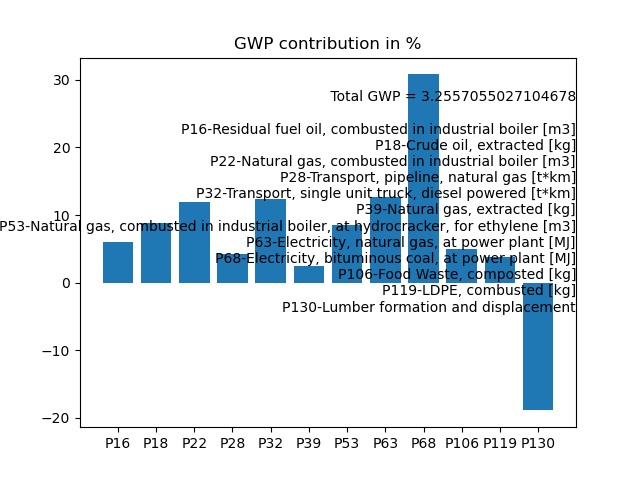 GWP contribution in %
30
20
10
0
−10
−20
Total GWP = 3.2557055027104678
P16-Residual fuel oil, combusted in industrial boiler [m3]
P18-Crude oil, extracted [kg]
P22-Natural gas, combusted in industrial boiler [m3]
P28-Transport, pipeline, natural gas [t*km]
P32-Transport, single unit truck, diesel powered [t*km]
P39-Natural gas, extracted [kg]
P53-Natural gas, combusted in industrial boiler, at hydrocracker, for ethylene [m3]
P63-Electricity, natural gas, at power plant [MJ]
P68-Electricity, bituminous coal, at power plant [MJ]
P106-Food Waste, composted [kg]
P119-LDPE, combusted [kg]
P130-Lumber formation and displacement
P16 P18 P22 P28 P32 P39 P53 P63 P68 P106 P119 P130